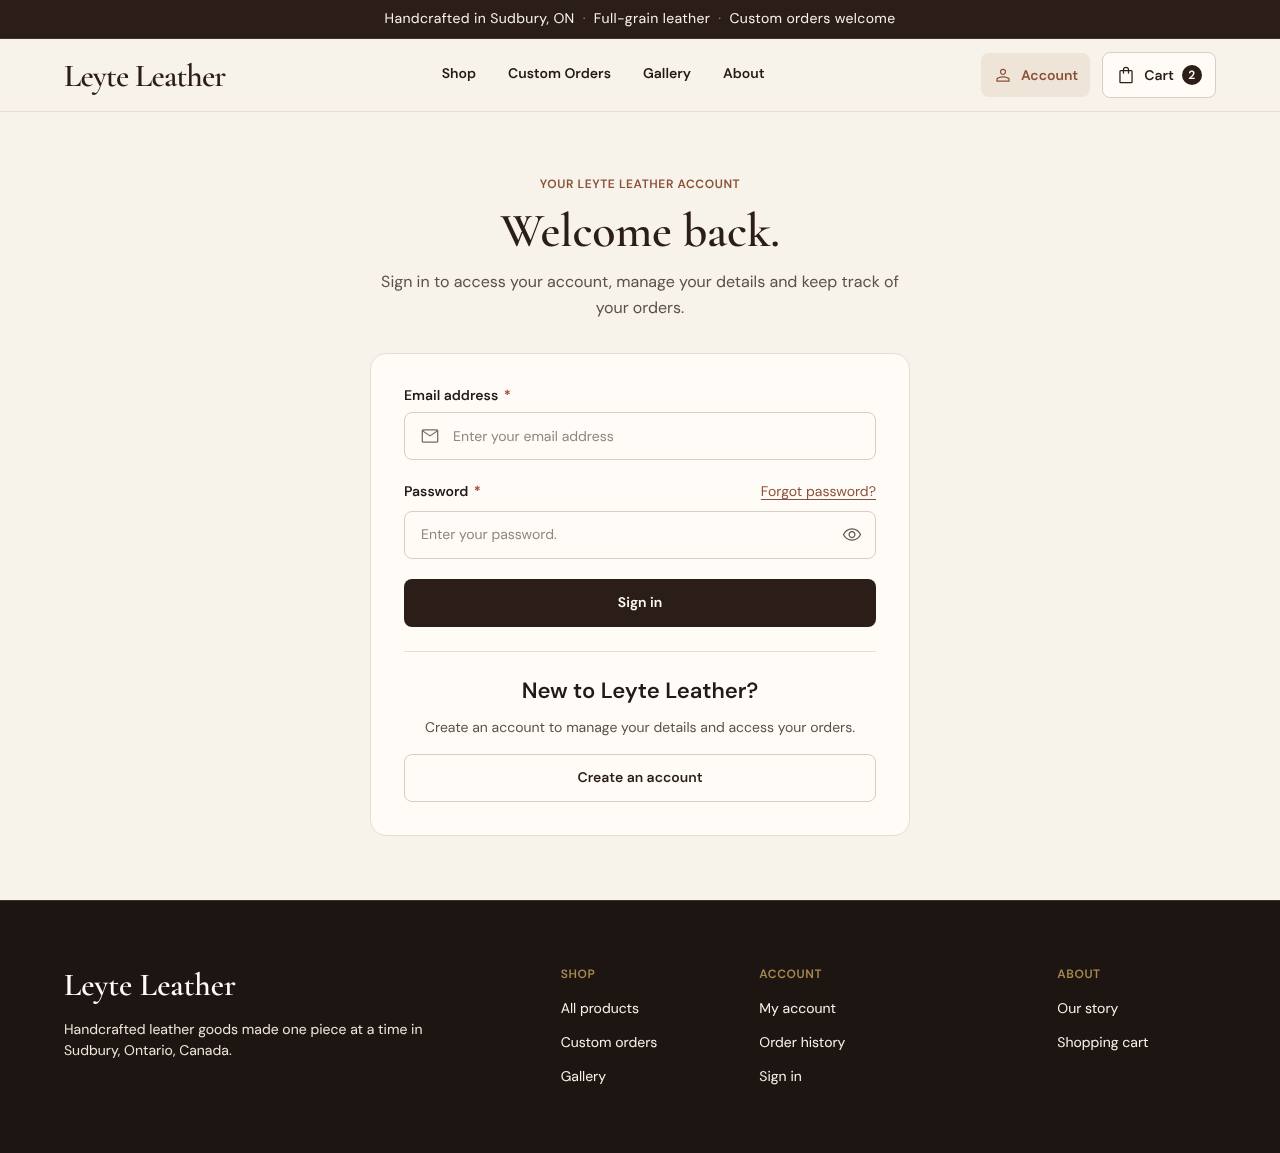 Handcrafted in Sudbury, ON · Full-grain leather · Custom orders welcome
Leyte Leather
Shop
Custom Orders
Gallery
About
Account
Cart 2
YOUR LEYTE LEATHER ACCOUNT
Welcome back.
Sign in to access your account, manage your details and keep track of
your orders.
Email address *
Enter your email address
Password *
Forgot password?
Enter your password.
Sign in
New to Leyte Leather?
Create an account to manage your details and access your orders.
Create an account
Leyte Leather
Handcrafted leather goods made one piece at a time in
Sudbury, Ontario, Canada.
SHOP
All products
Custom orders
Gallery
ACCOUNT
My account
Order history
Sign in
ABOUT
Our story
Shopping cart